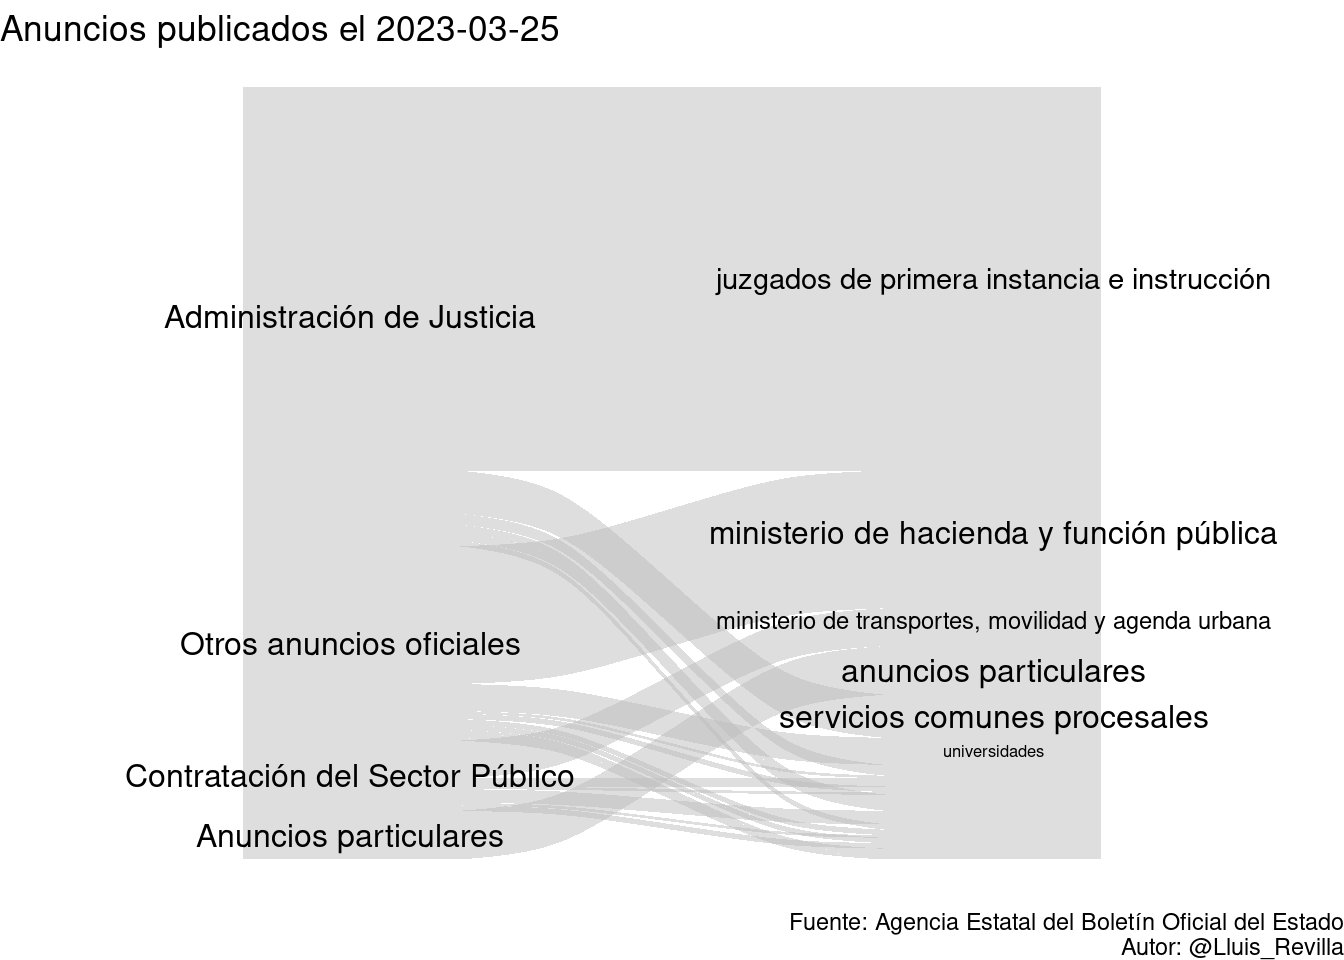 Anuncios publicados el 2023-03-25
juzgados de primera instancia e instrucción
Administración de Justicia
ministerio de hacienda y función pública
ministerio de transportes, movilidad y agenda urbana
Otros anuncios oficiales
anuncios particulares
servicios comunes procesales
universidades
Contratación del Sector Público
Anuncios particulares
Fuente: Agencia Estatal del Boletín Oficial del Estado
Autor: @Lluis_Revilla